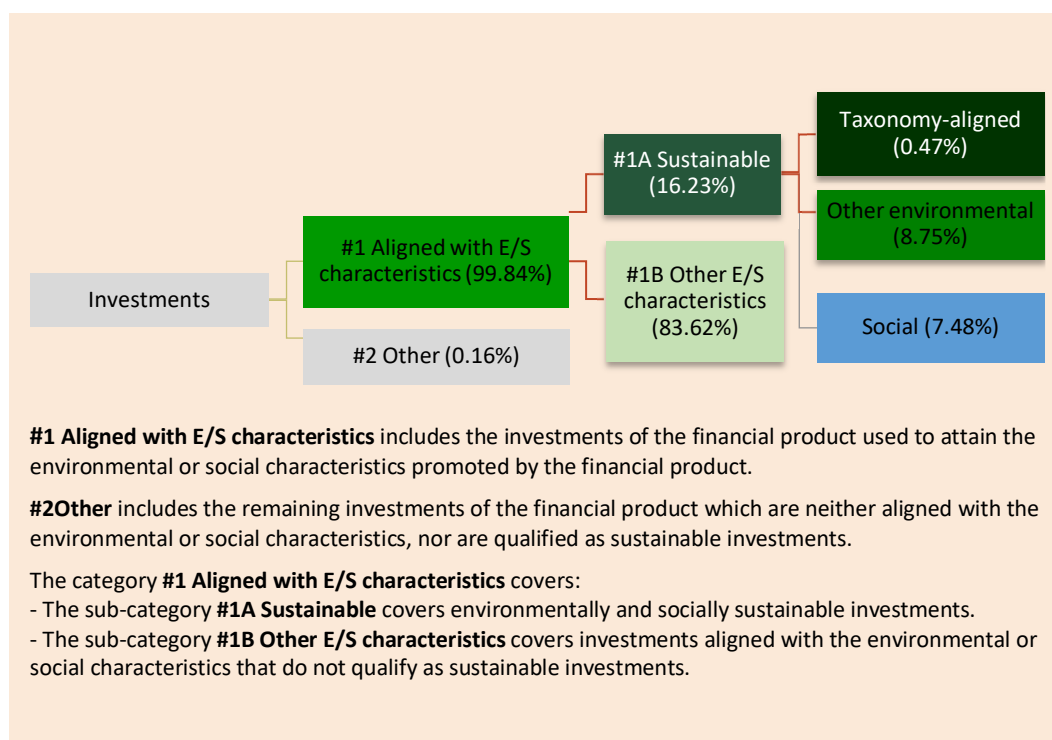 Investments
#1 Aligned with E/S
characteristics (99.84%)
#2 Other (0.16%)
#1A Sustainable
(16.23%)
#1B Other E/S
characteristics
(83.62%)
Taxonomy-aligned
(0.47%)
Other environmental
(8.75%)
Social (7.48%)
#1 Aligned with E/S characteristics includes the investments of the financial product used to attain the
environmental or social characteristics promoted by the financial product.
#2Other includes the remaining investments of the financial product which are neither aligned with the
environmental or social characteristics, nor are qualified as sustainable investments.
The category #1 Aligned with E/S characteristics covers:
- The sub-category #1A Sustainable covers environmentally and socially sustainable investments.
- The sub-category #1B Other E/S characteristics covers investments aligned with the environmental or
social characteristics that do not qualify as sustainable investments.